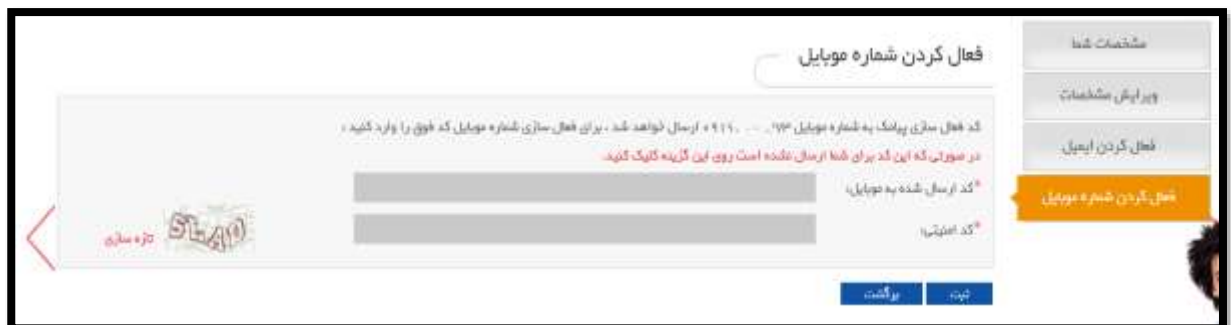 مشخصات شما
ویرایش مشخصات
فعال کردن ایمیل
فعال کردن شماره موبایل
فعال کردن شماره موبایل
کد فعال سازی پیامک به شماره موبایل ارسال خواهد شد ، برای فعال سازی شماره موبایل کد فوق را وارد کنید :
در صورتی که این کد برای شما ارسال نشده است روی این گزینه کلیک کنید.
*کد ارسال شده به موبایل:
*کد امنیتی:
تازه سازی
ثبت
برگشت